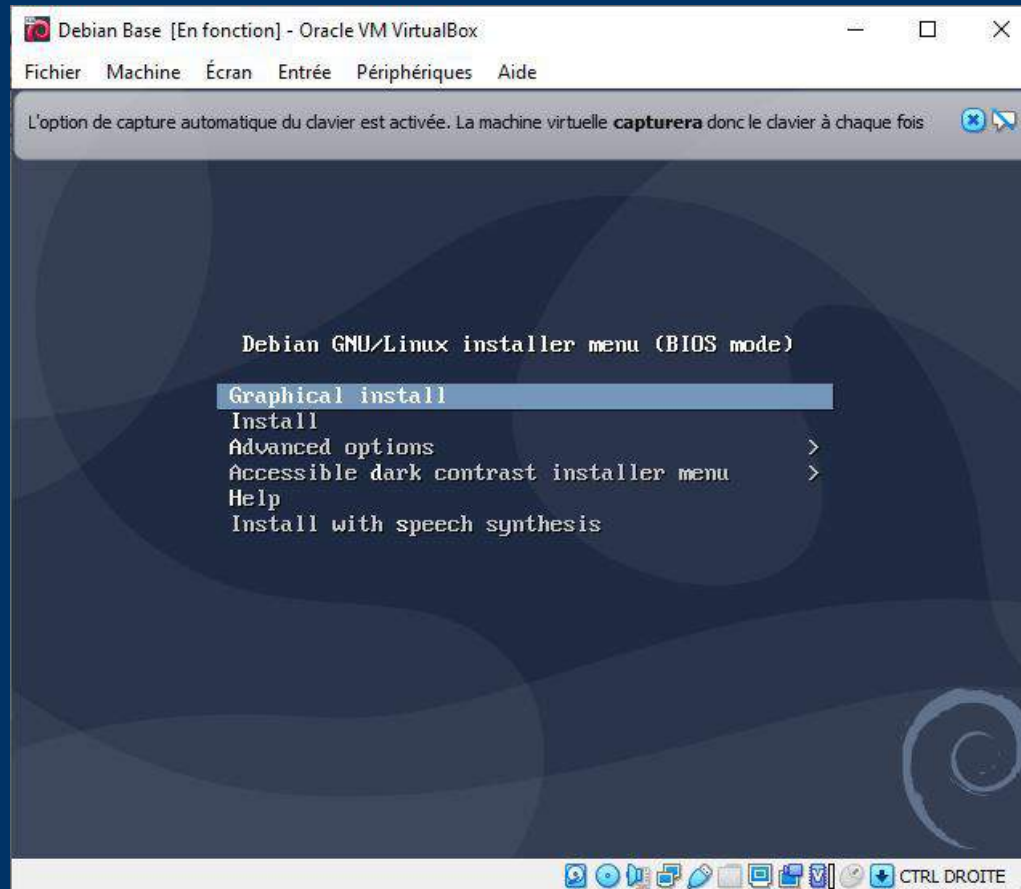 Debian Base [En fonction] - Oracle VM VirtualBox
Fichier Machine Écran Entrée Périphériques Aide
L'option de capture automatique du clavier est activée. La machine virtuelle capturera donc le clavier à chaque fois
Debian GNU/Linux installer menu (BIOS mode)
Graphical install
Install
Advanced options >
Accessible dark contrast installer menu >
Help
Install with speech synthesis
CTRL DROITE